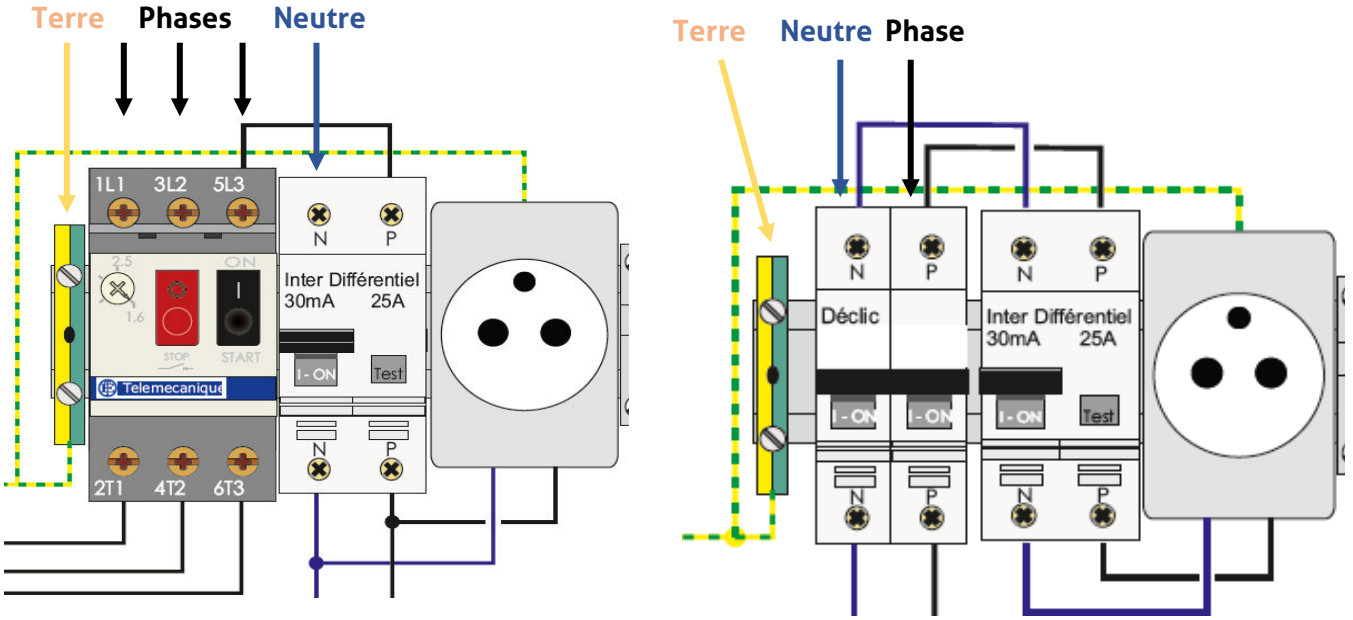 Terre Phases Neutre
1L1 3L2 5L3
N P
2.5
1,6
ON
I
STOP
START
Telemecanique
Inter Différentiel
30mA 25A
I - ON
Test
N P
2T1 4T2 6T3
Terre Neutre Phase
N P
N P
Déclic
Inter Différentiel
30mA 25A
I - ON
I - ON
I - ON
Test
N P
N P